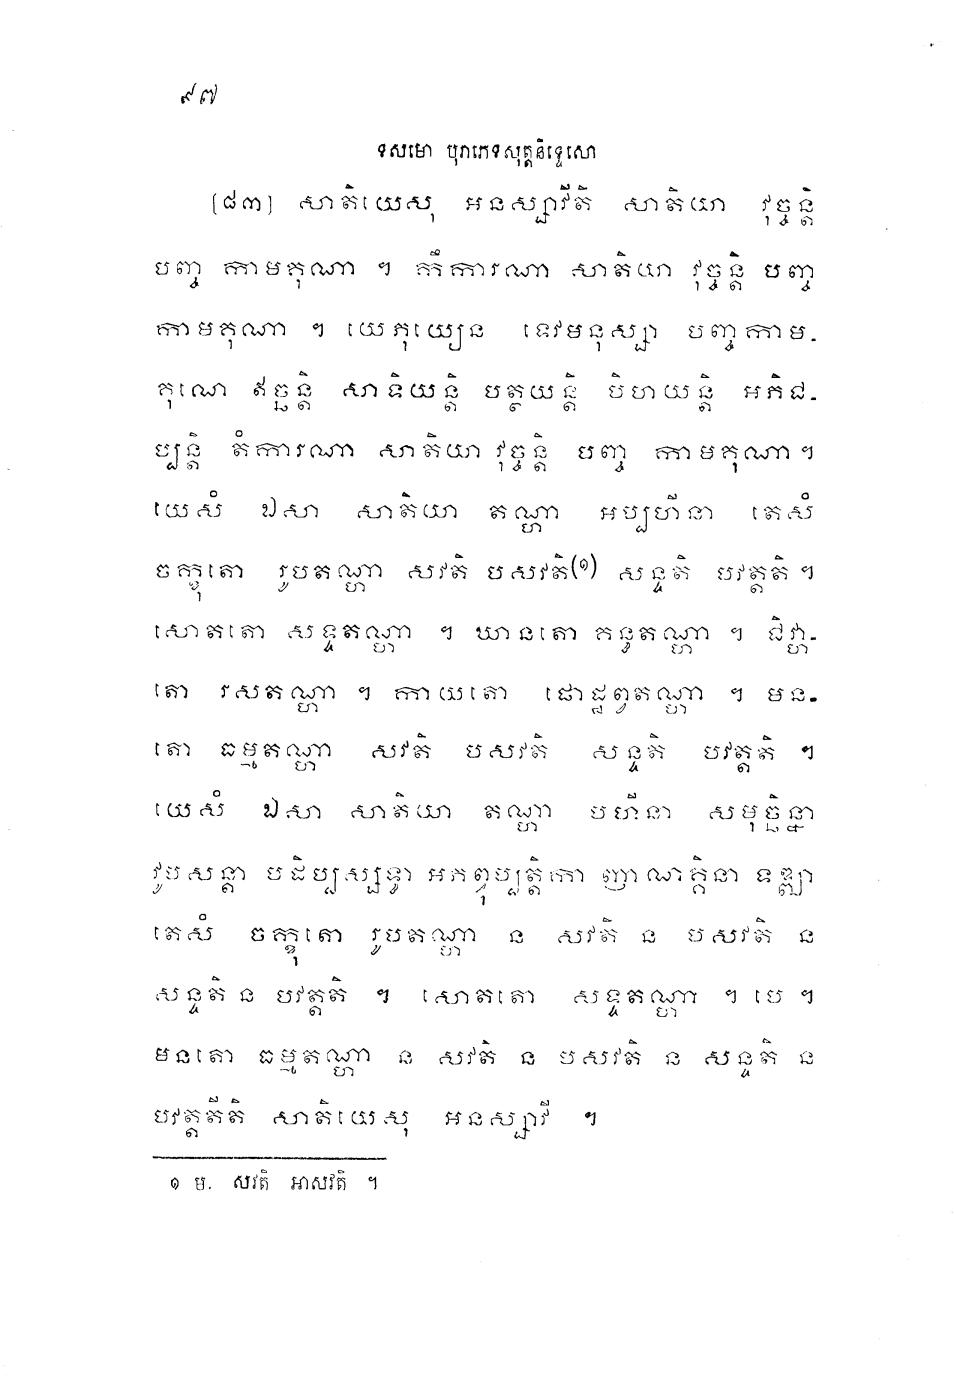 ៩៧
ទសមោ បុរាភេទសុត្តនិទ្ទេសោ
[៨៣] សាតិយេសុ អនស្សាវីតិ សាតិយា វុច្ចន្តិ
បញ្ច កាមគុណា ។ កឹការណា សាតិយា វុច្ចន្តិ បញ្ច
កាមគុណា ។ យេភុយ្យេន ទេវមនុស្សា បញ្ចកាម-
គុណេ ឥច្ឆន្តិ សាទិយន្តិ បត្ថយន្តិ បិហយន្តិ អភិជ-
ប្បន្តិ តំការណា សាតិយា វុច្ចន្តិ បញ្ច កាមគុណា ។
យេសំ ឯសា សាតិយា តណ្ហា អប្បហីនា តេសំ
ចក្ខុតោ រូបតណ្ហា សវតិ បសវតិ(១) សន្ទតិ បវត្តតិ ។
សោតតោ សទ្ទតណ្ហា ។ ឃានតោ គន្ធតណ្ហា ។ ជិវ្ហា-
តោ រសតណ្ហា ។ កាយតោ ផោដ្ឋព្វតណ្ហា ។ មន-
តោ ធម្មតណ្ហា សវតិ បសវតិ សន្ទតិ បវត្តតិ ។
យេសំ ឯសា សាតិយា តណ្ហា បហីនា សមុច្ឆិន្នា
វូបសន្តា បដិប្បស្សទ្ធា អភព្វុប្បត្តិកោ ញាណគ្គិនា ទឌ្ឍា
តេសំ ចក្ខុតោ រូបតណ្ហា ន សវតិ ន បសវតិ ន
សន្ទតិ ន បវត្តតិ ។ សោតតោ សទ្ទតណ្ហា ។ បេ ។
មនតោ ធម្មតណ្ហា ន សវតិ ន បសវតិ ន សន្ទតិ ន
បវត្តតីតិ សាតិយេសុ អនស្សាវី ។
១ ម. សវតិ អាសវតិ ។